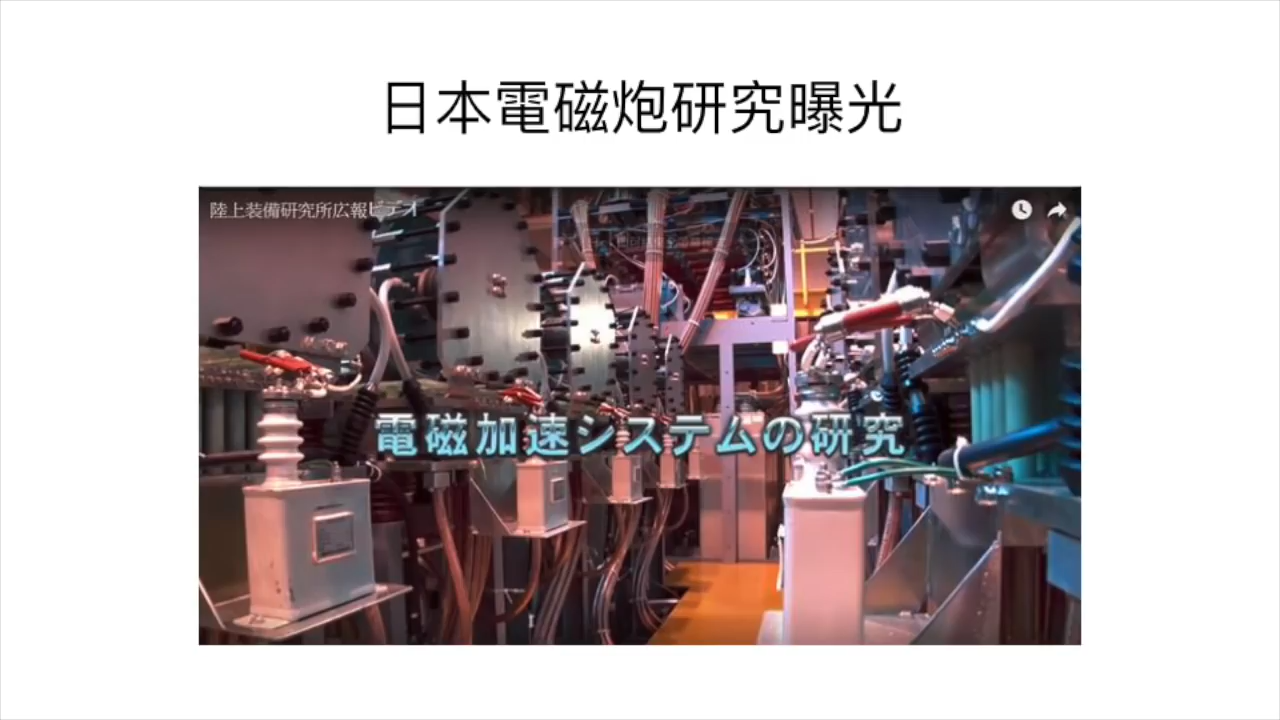 日本電磁炮研究曝光
陸上装備研究所広報ビデオ
電磁加速システムの研究